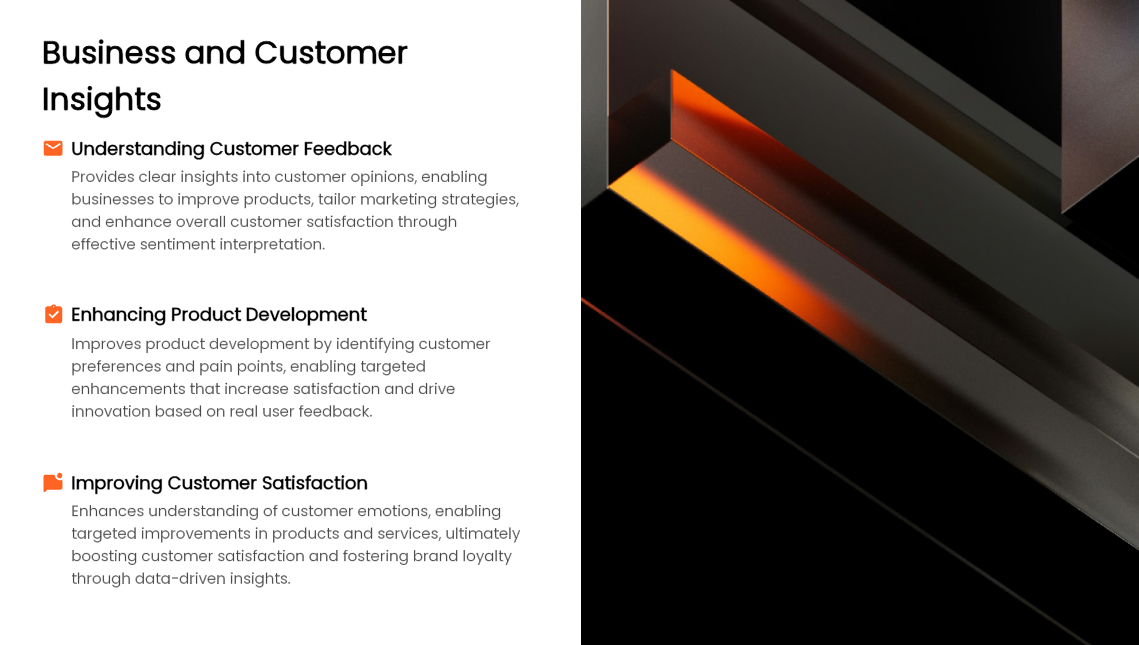 Business and Customer
Insights
Understanding Customer Feedback
Provides clear insights into customer opinions, enabling
businesses to improve products, tailor marketing strategies,
and enhance overall customer satisfaction through
effective sentiment interpretation.
Enhancing Product Development
Improves product development by identifying customer
preferences and pain points, enabling targeted
enhancements that increase satisfaction and drive
innovation based on real user feedback.
Improving Customer Satisfaction
Enhances understanding of customer emotions, enabling
targeted improvements in products and services, ultimately
boosting customer satisfaction and fostering brand loyalty
through data-driven insights.